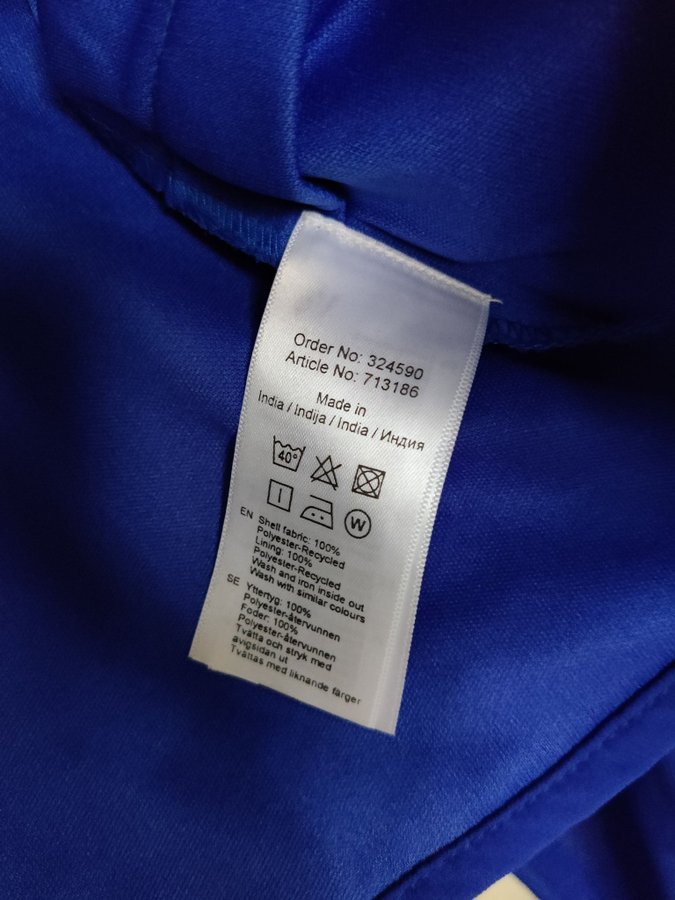 Order No: 324590
Article No: 713186
Made in
India / Indija / India / Индия
40°
W
EN Shell fabric: 100%
Polyester-Recycled
Lining: 100%
Polyester-Recycled
Wash and iron inside out
Wash with similar colours
SE Yttertyg: 100%
Polyester-återvunnen
Foder: 100%
Polyester-återvunnen
Tvätta och stryk med
avigsidan ut
Tvättas med liknande färger